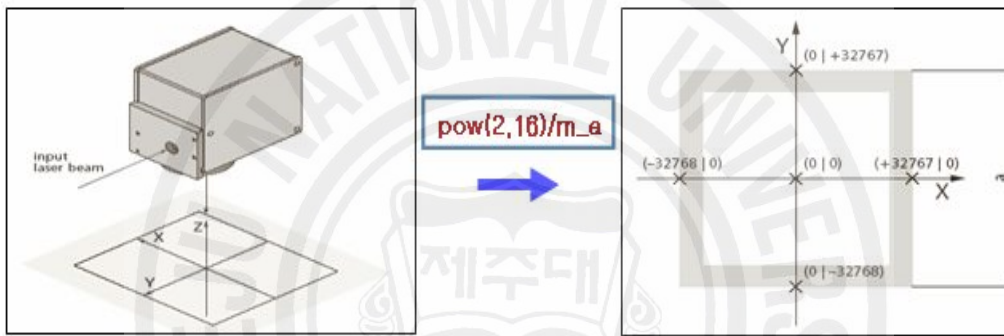 input
laser beam
Z
X
Y
pow(2,16)/m_a
Y
(0 | +32767)
(-32768 | 0)
(0 | 0)
(+32767 | 0)
X
a
(0 | -32768)
NATIONAL UNIVERS
제주대